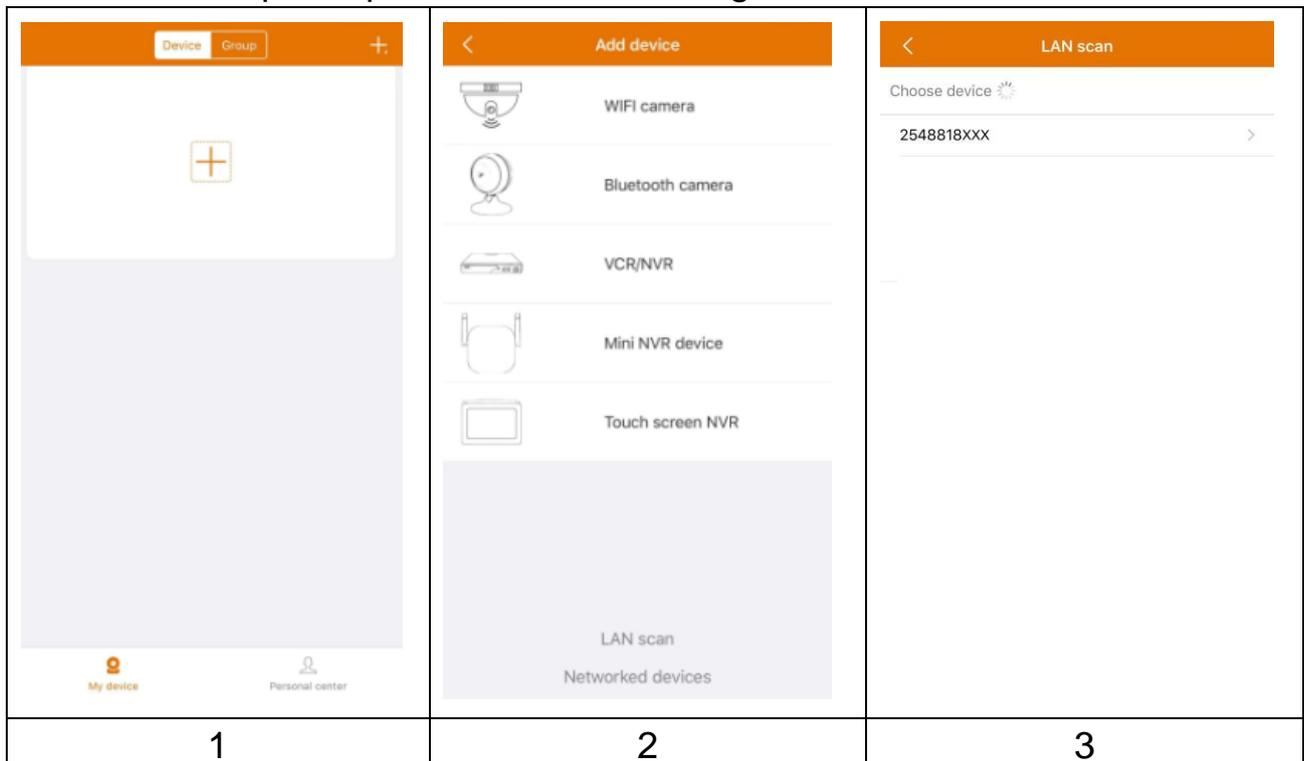 Device Group
My device
Personal center
Add device
WIFI camera
Bluetooth camera
VCR/NVR
Mini NVR device
Touch screen NVR
LAN scan
Networked devices
LAN scan
Choose device
2548818XXX
1
2
3